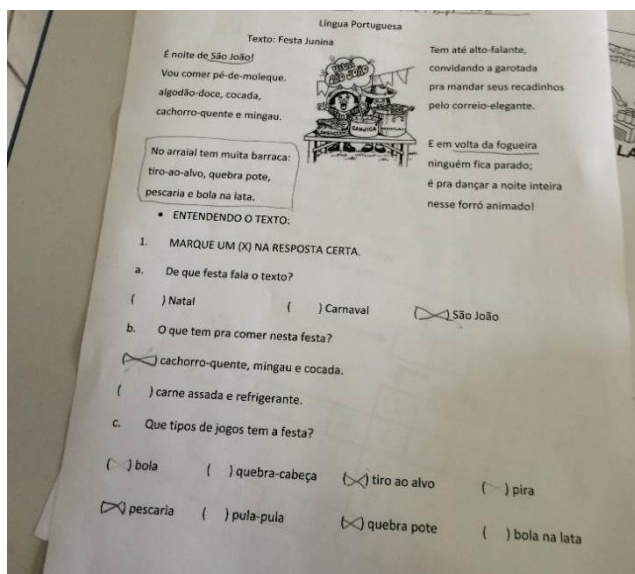 Língua Portuguesa
Texto: Festa Junina
É noite de São João!
Vou comer pé-de-moleque.
algodão-doce, cocada,
cachorro-quente e mingau.
No arraial tem muita barraca:
tiro-ao-alvo, quebra pote,
pescaria e bola na lata.
VIVA
SÃO JOÃO
CANJICA
Tem até alto-falante,
convidando a garotada
pra mandar seus recadinhos
pelo correio-elegante.
E em volta da fogueira
ninguém fica parado;
é pra dançar a noite inteira
nesse forró animado!
LA
• ENTENDENDO O TEXTO:
1. MARQUE UM (X) NA RESPOSTA CERTA.
a. De que festa fala o texto?
( ) Natal ( ) Carnaval (X) São João
b. O que tem pra comer nesta festa?
(X) cachorro-quente, mingau e cocada.
( ) carne assada e refrigerante.
c. Que tipos de jogos tem a festa?
( ) bola ( ) quebra-cabeça (X) tiro ao alvo ( ) pira
(X) pescaria ( ) pula-pula (X) quebra pote ( ) bola na lata